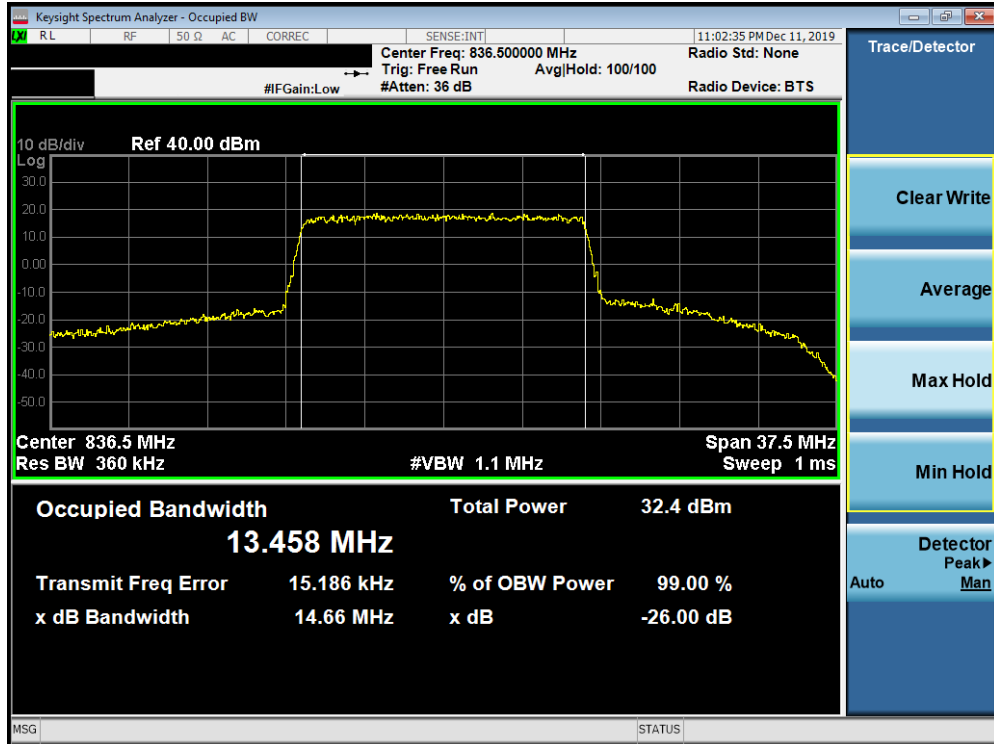 Keysight Spectrum Analyzer - Occupied BW
LXI RL RF 50 Ω AC CORREC SENSE:INT 11:02:35 PM Dec 11, 2019
Center Freq: 836.500000 MHz Radio Std: None
Trig: Free Run Avg|Hold: 100/100
#IFGain:Low #Atten: 36 dB Radio Device: BTS
10 dB/div Ref 40.00 dBm
Log
30.0
20.0
10.0
0.00
-10.0
-20.0
-30.0
-40.0
-50.0
Center 836.5 MHz Span 37.5 MHz
Res BW 360 kHz #VBW 1.1 MHz Sweep 1 ms
Occupied Bandwidth Total Power 32.4 dBm
13.458 MHz
Transmit Freq Error 15.186 kHz % of OBW Power 99.00 %
x dB Bandwidth 14.66 MHz x dB -26.00 dB
Trace/Detector
Clear Write
Average
Max Hold
Min Hold
Detector
Peak▶
Auto Man
MSG STATUS